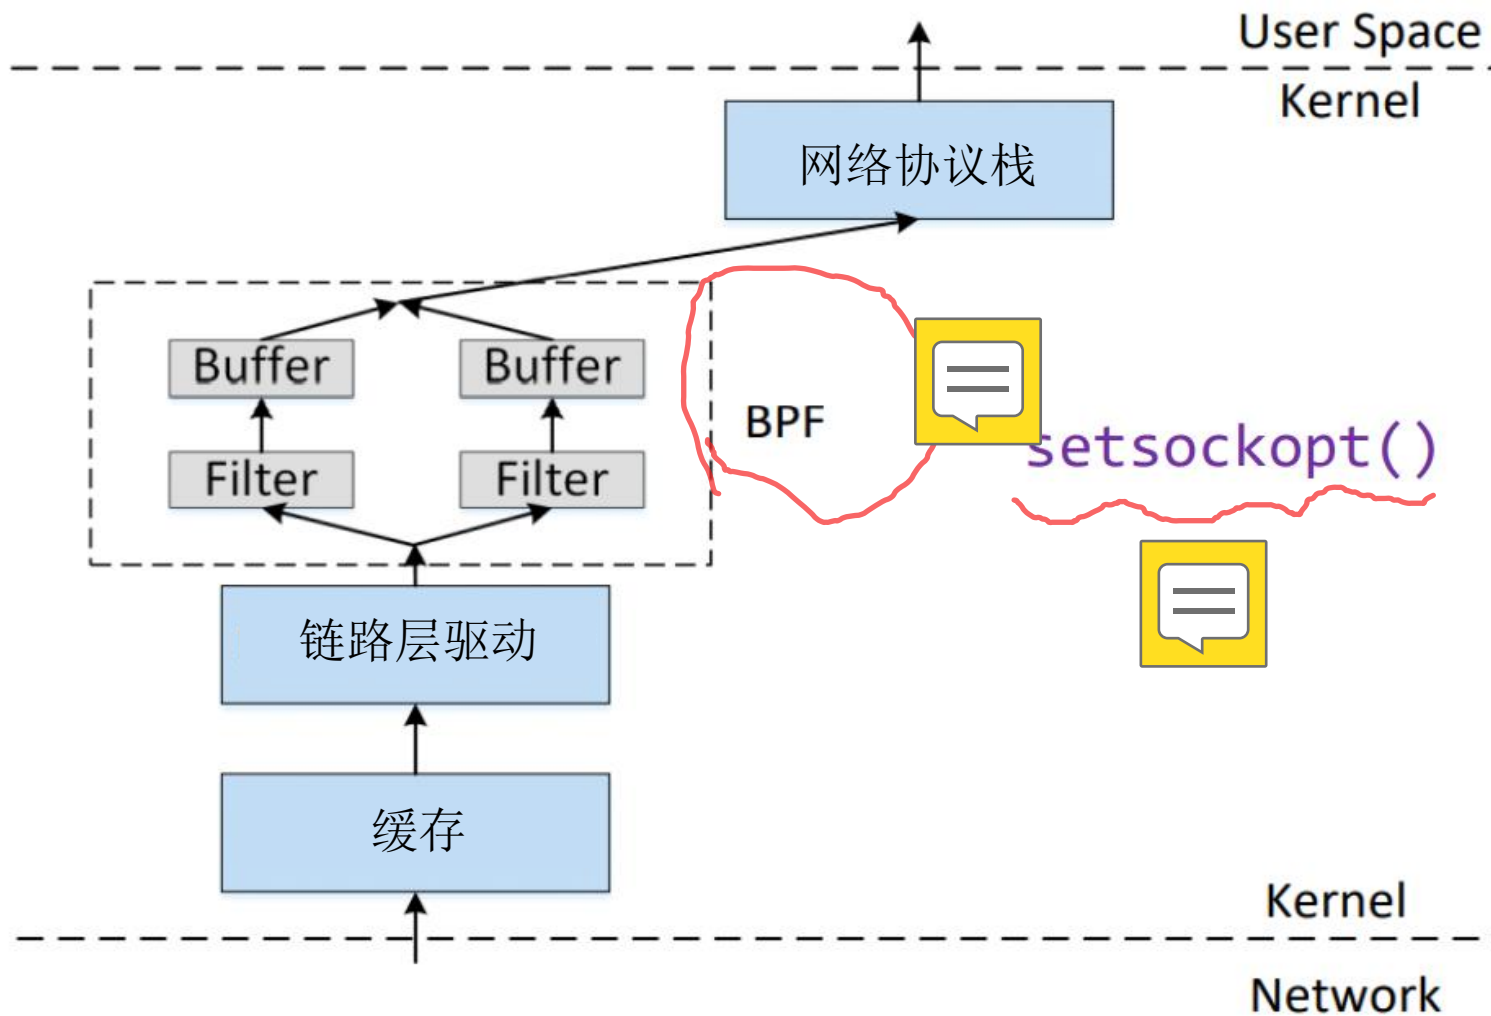 User Space
Kernel
网络协议栈
Buffer
Buffer
BPF
setsockopt()
Filter
Filter
链路层驱动
缓存
Kernel
Network